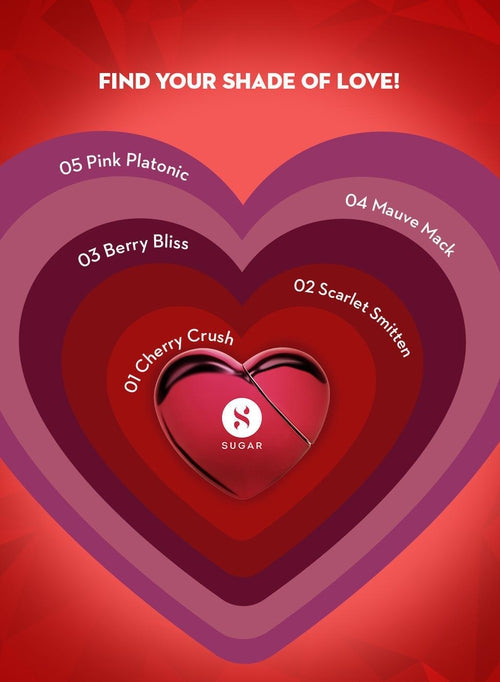 FIND YOUR SHADE OF LOVE!
05 Pink Platonic
04 Mauve Mack
03 Berry Bliss
02 Scarlet Smitten
01 Cherry Crush
SUGAR